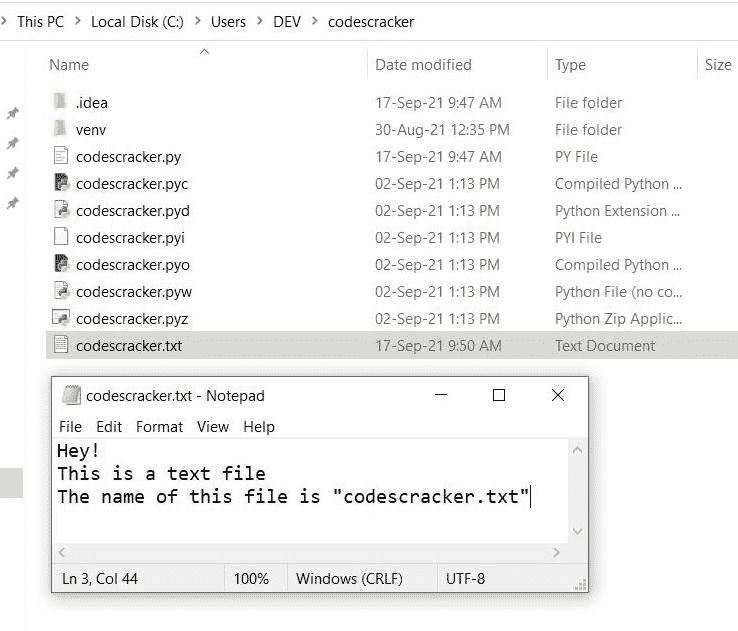 This PC > Local Disk (C:) > Users > DEV > codescracker
Name Date modified Type Size
.idea 17-Sep-21 9:47 AM File folder
venv 30-Aug-21 12:35 PM File folder
codescracker.py 17-Sep-21 9:47 AM PY File
codescracker.pyc 02-Sep-21 1:13 PM Compiled Python ...
codescracker.pyd 02-Sep-21 1:13 PM Python Extension ...
codescracker.pyi 02-Sep-21 1:13 PM PYI File
codescracker.pyo 02-Sep-21 1:13 PM Compiled Python ...
codescracker.pyw 02-Sep-21 1:13 PM Python File (no co...
codescracker.pyz 02-Sep-21 1:13 PM Python Zip Applic...
codescracker.txt 17-Sep-21 9:50 AM Text Document
codescracker.txt - Notepad
File Edit Format View Help
Hey!
This is a text file
The name of this file is "codescracker.txt"
Ln 3, Col 44 100% Windows (CRLF) UTF-8